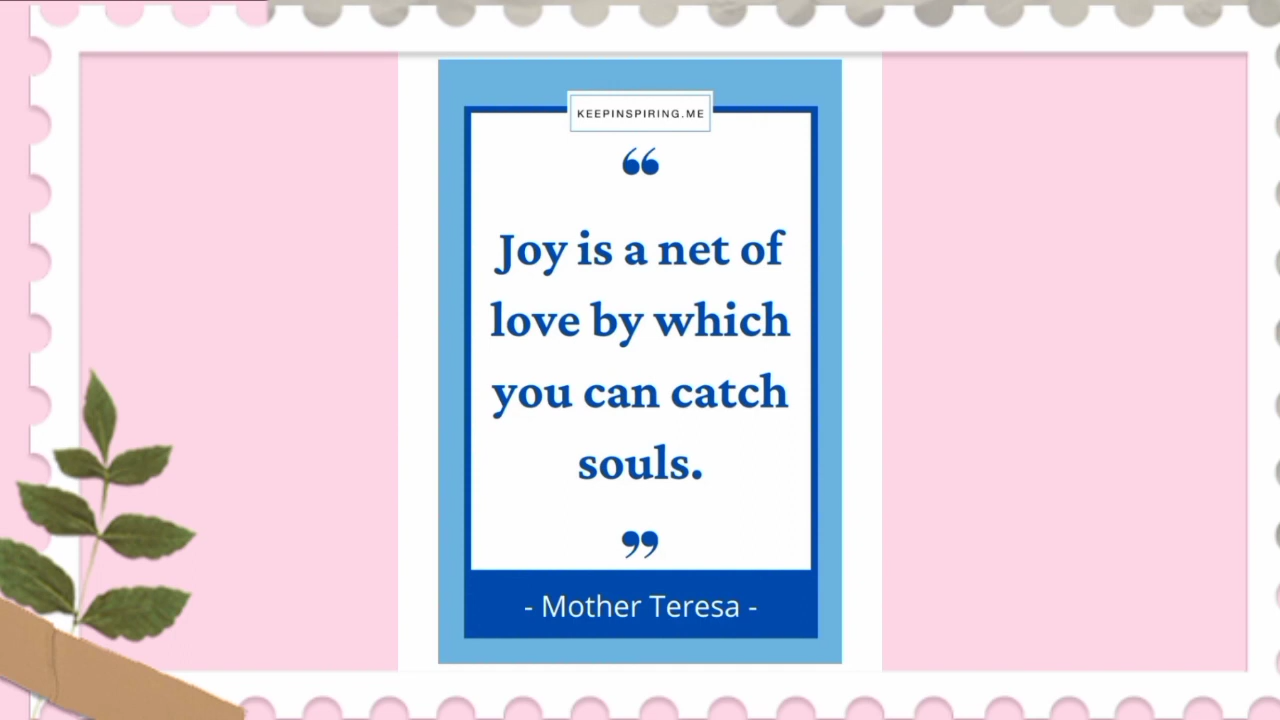 KEEPINSPIRING.ME
“
Joy is a net of
love by which
you can catch
souls.
”
- Mother Teresa -